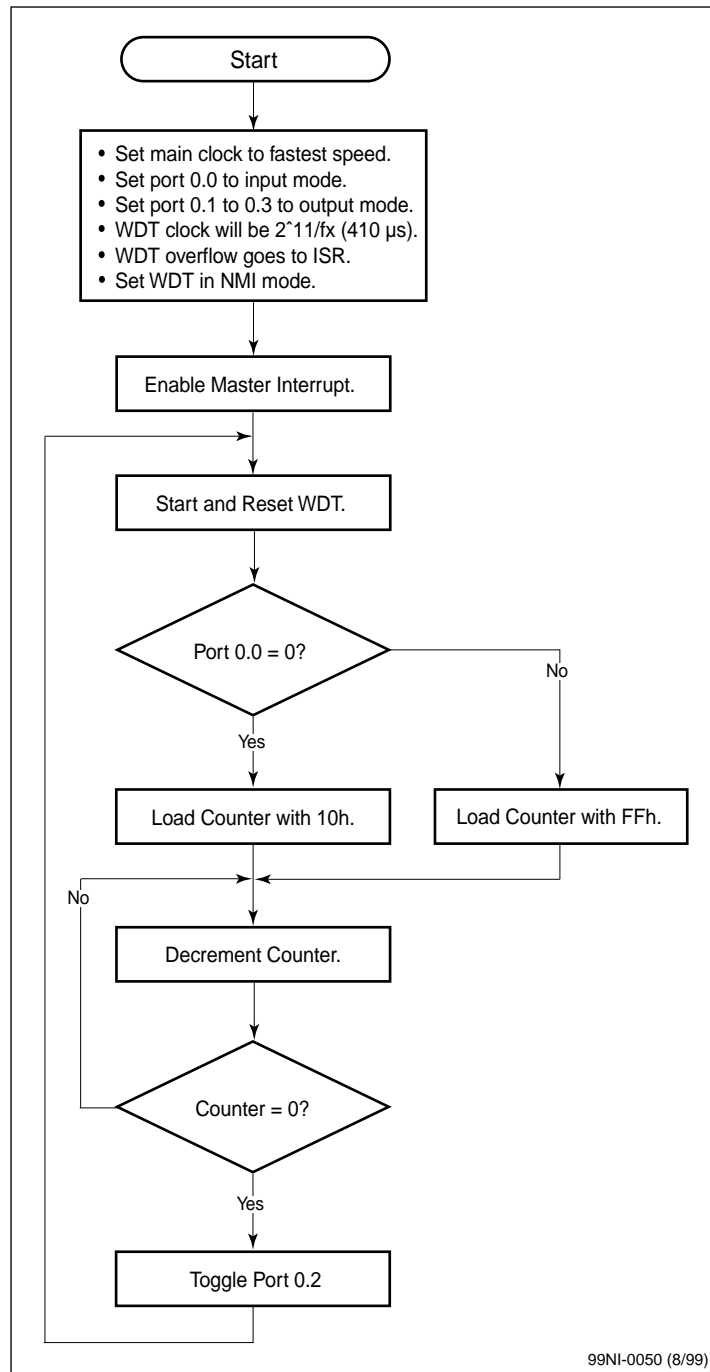 Start
• Set main clock to fastest speed.
• Set port 0.0 to input mode.
• Set port 0.1 to 0.3 to output mode.
• WDT clock will be 2^11/fx (410 µs).
• WDT overflow goes to ISR.
• Set WDT in NMI mode.
Enable Master Interrupt.
Start and Reset WDT.
Port 0.0 = 0?
No
Yes
Load Counter with 10h.
Load Counter with FFh.
No
Decrement Counter.
Counter = 0?
Yes
Toggle Port 0.2
99NI-0050 (8/99)